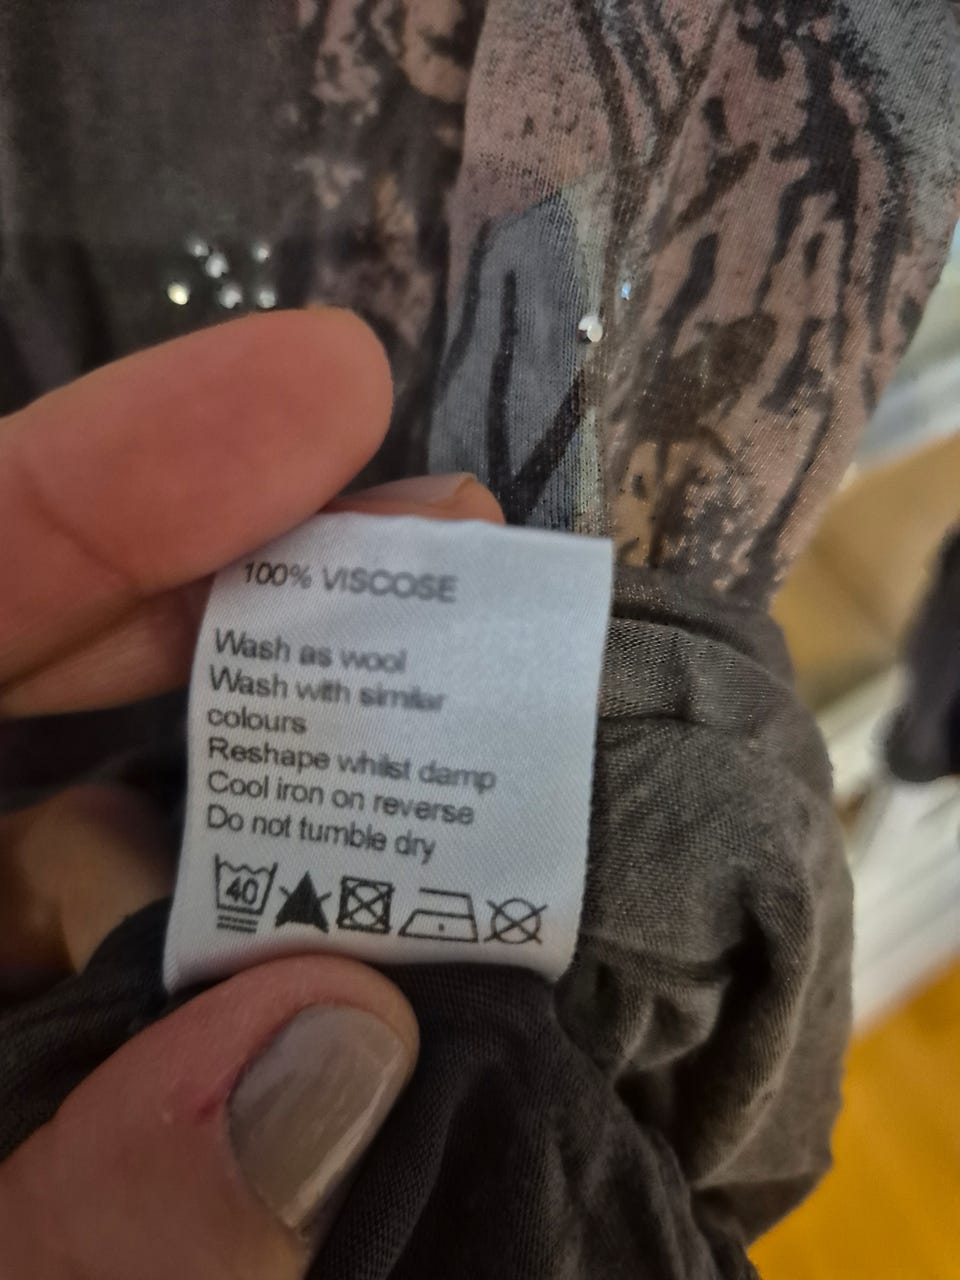 100% VISCOSE
Wash as wool
Wash with similar
colours
Reshape whilst damp
Cool iron on reverse
Do not tumble dry
40